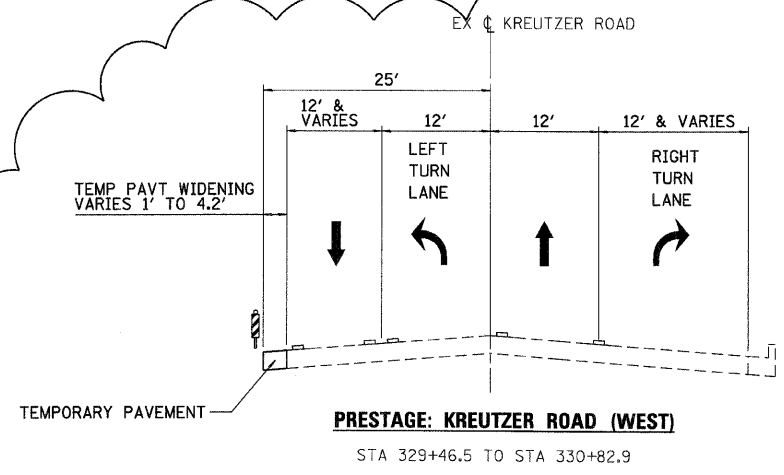 EX ℄ KREUTZER ROAD
25'
12' &
VARIES
12'
12'
12' & VARIES
LEFT
TURN
LANE
RIGHT
TURN
LANE
TEMP PAVT WIDENING
VARIES 1' TO 4.2'
TEMPORARY PAVEMENT
PRESTAGE: KREUTZER ROAD (WEST)
STA 329+46.5 TO STA 330+82.9